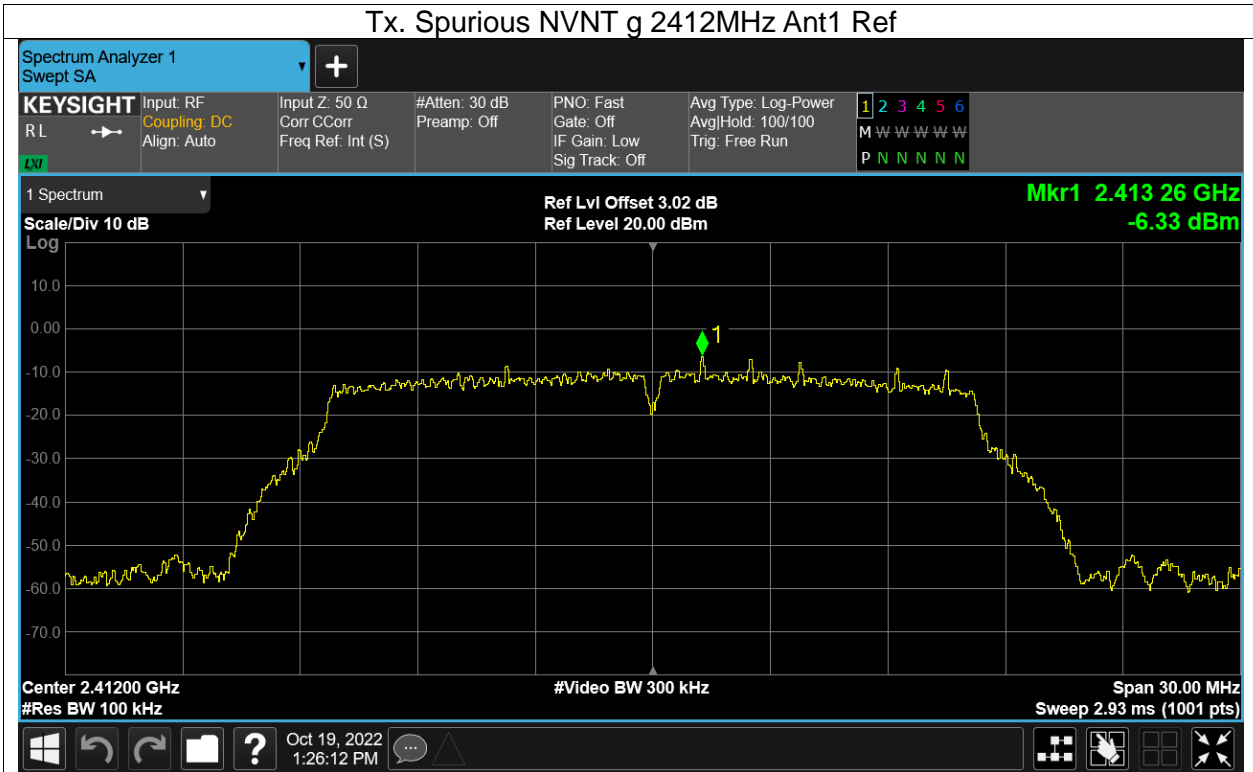 Tx. Spurious NVNT g 2412MHz Ant1 Ref
Spectrum Analyzer 1
Swept SA
KEYSIGHT
R L
LXI
Input: RF
Coupling: DC
Align: Auto
Input Z: 50 Ω
Corr CCorr
Freq Ref: Int (S)
#Atten: 30 dB
Preamp: Off
PNO: Fast
Gate: Off
IF Gain: Low
Sig Track: Off
Avg Type: Log-Power
Avg|Hold: 100/100
Trig: Free Run
1 2 3 4 5 6
M W W W W W
P N N N N N
1 Spectrum
Scale/Div 10 dB
Log
Ref Lvl Offset 3.02 dB
Ref Level 20.00 dBm
Mkr1 2.413 26 GHz
-6.33 dBm
10.0
0.00
-10.0
-20.0
-30.0
-40.0
-50.0
-60.0
-70.0
1
Center 2.41200 GHz
#Res BW 100 kHz
#Video BW 300 kHz
Span 30.00 MHz
Sweep 2.93 ms (1001 pts)
?
Oct 19, 2022
1:26:12 PM